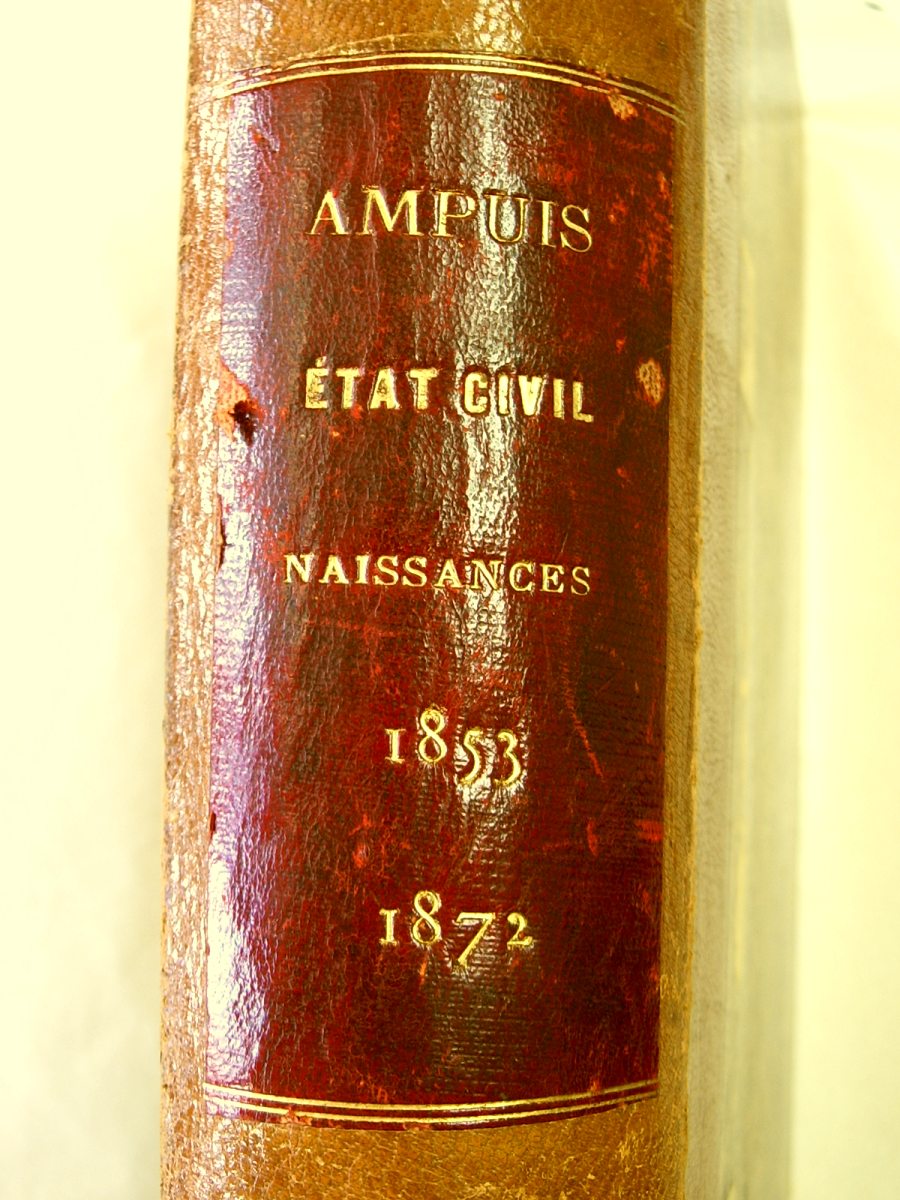 AMPUIS
ÉTAT CIVIL
NAISSANCES
1853
1872